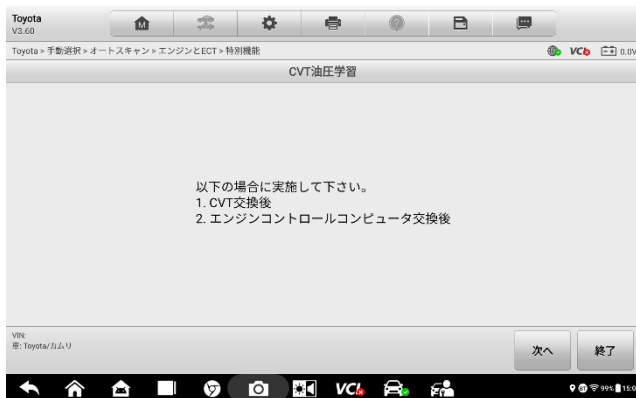 Toyota
V3.60
Toyota > 手動選択 > オートスキャン > エンジンとECT > 特別機能
VCI 0.0V
CVT油圧学習
以下の場合に実施して下さい。
1. CVT交換後
2. エンジンコントロールコンピュータ交換後
VIN:
車: Toyota/カムリ
次へ
終了
VCI
99%